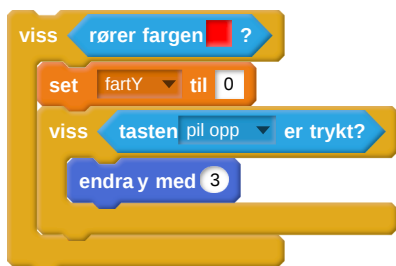 viss rører fargen ?
set fartY til 0
viss tasten pil opp er trykt?
endra y med 3